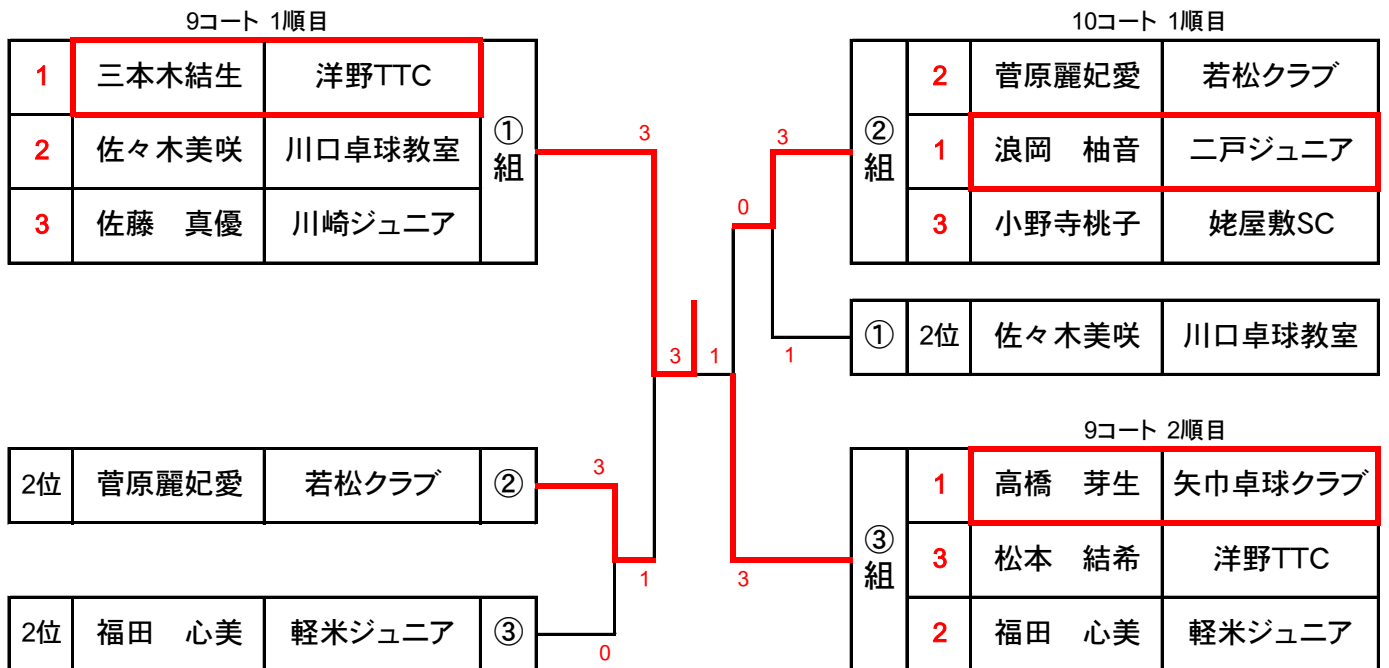 9コート 1順目
1 三本木結生 洋野TTC
2 佐々木美咲 川口卓球教室
3 佐藤　真優 川崎ジュニア
①組
3
2位 菅原麗妃愛 若松クラブ ②
3
2位 福田　心美 軽米ジュニア ③
0
1
3
1
0
3
1
3
10コート 1順目
②組
2 菅原麗妃愛 若松クラブ
1 浪岡　柚音 二戸ジュニア
3 小野寺桃子 姥屋敷SC
① 2位 佐々木美咲 川口卓球教室
9コート 2順目
③組
1 高橋　芽生 矢巾卓球クラブ
3 松本　結希 洋野TTC
2 福田　心美 軽米ジュニア